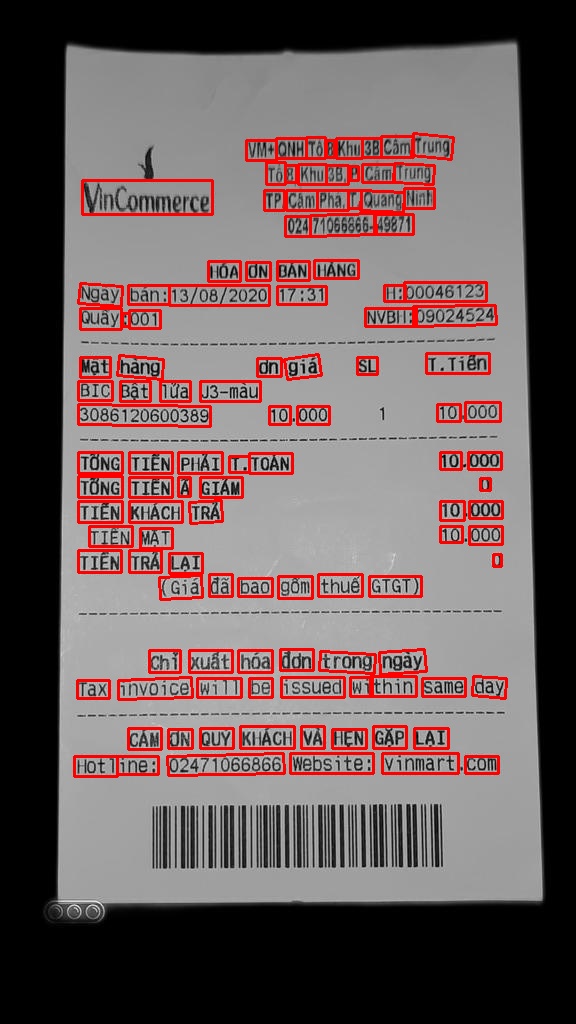 VinCommerce
VM+ QNH Tổ 8 Khu 3B Cẩm Trung
Tổ 8 Khu 3B, P. Cẩm Trung
TP. Cẩm Phả, T. Quảng Ninh
024 71066866-49871
HÓA ĐƠN BÁN HÀNG
Ngày bán:13/08/2020 17:31 H:00046123
Quầy:001 NVBH:09024524
Mặt hàng Đơn giá SL T.Tiền
BIC Bật lửa J3-màu
3086120600389 10.000 1 10.000
TỔNG TIỀN PHẢI T.TOÁN 10.000
TỔNG TIỀN ĐÃ GIẢM 0
TIỀN KHÁCH TRẢ 10.000
TIỀN MẶT 10.000
TIỀN TRẢ LẠI 0
(Giá đã bao gồm thuế GTGT)
Chỉ xuất hóa đơn trong ngày
Tax invoice will be issued within same day
CẢM ƠN QUÝ KHÁCH VÀ HẸN GẶP LẠI
Hotline: 02471066866 Website: vinmart.com